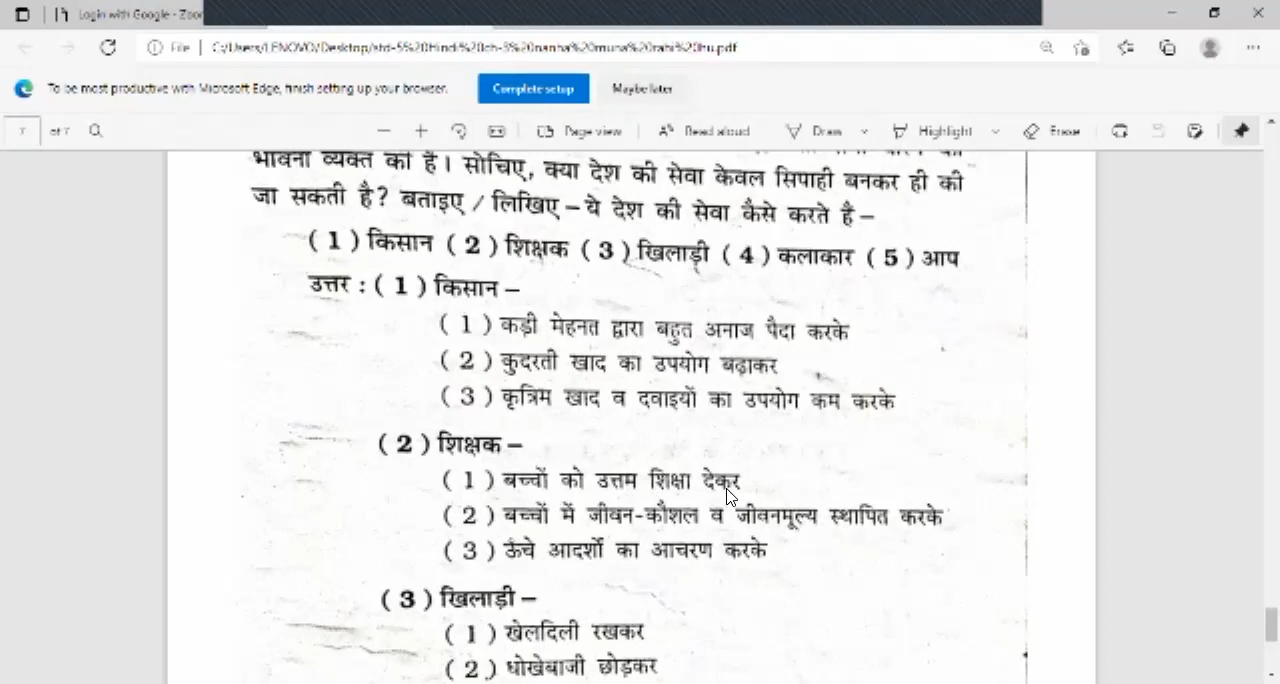 Login with Google - Zoor
File
C:/Users/LENOVO/Desktop/std-5%20Hindi%20ch-3%20nanha%20muna%20rahi%20hu.pdf
To be most productive with Microsoft Edge, finish setting up your browser.
Complete setup
Maybe later
7 of 7
Page view
Read aloud
Draw
Highlight
Erase
भावना व्यक्त की है। सोचिए, क्या देश की सेवा केवल सिपाही बनकर ही की
जा सकती है? बताइए / लिखिए – ये देश की सेवा कैसे करते है –
( 1 ) किसान ( 2 ) शिक्षक ( 3 ) खिलाड़ी ( 4 ) कलाकार ( 5 ) आप
उत्तर : ( 1 ) किसान –
( 1 ) कड़ी मेहनत द्वारा बहुत अनाज पैदा करके
( 2 ) कुदरती खाद का उपयोग बढ़ाकर
( 3 ) कृत्रिम खाद व दवाइयों का उपयोग कम करके
( 2 ) शिक्षक –
( 1 ) बच्चों को उत्तम शिक्षा देकर
( 2 ) बच्चों में जीवन-कौशल व जीवनमूल्य स्थापित करके
( 3 ) ऊंचे आदर्शो का आचरण करके
( 3 ) खिलाड़ी –
( 1 ) खेलदिली रखकर
( 2 ) धोखेबाजी छोड़कर